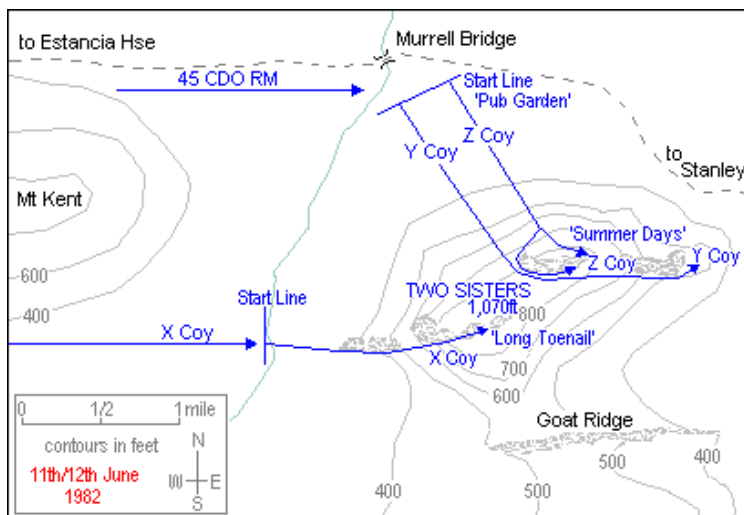 to Estancia Hse
Murrell Bridge
45 CDO RM
Start Line
'Pub Garden'
Z Coy
Y Coy
to
Stanley
Mt Kent
'Summer Days'
Z Coy
Y Coy
600
400
Start Line
TWO SISTERS
1,070ft
800
X Coy
X Coy
'Long Toenail'
700
600
0 1/2 1 mile
contours in feet
11th/12th June
1982
N
W E
S
Goat Ridge
400
500
500
400